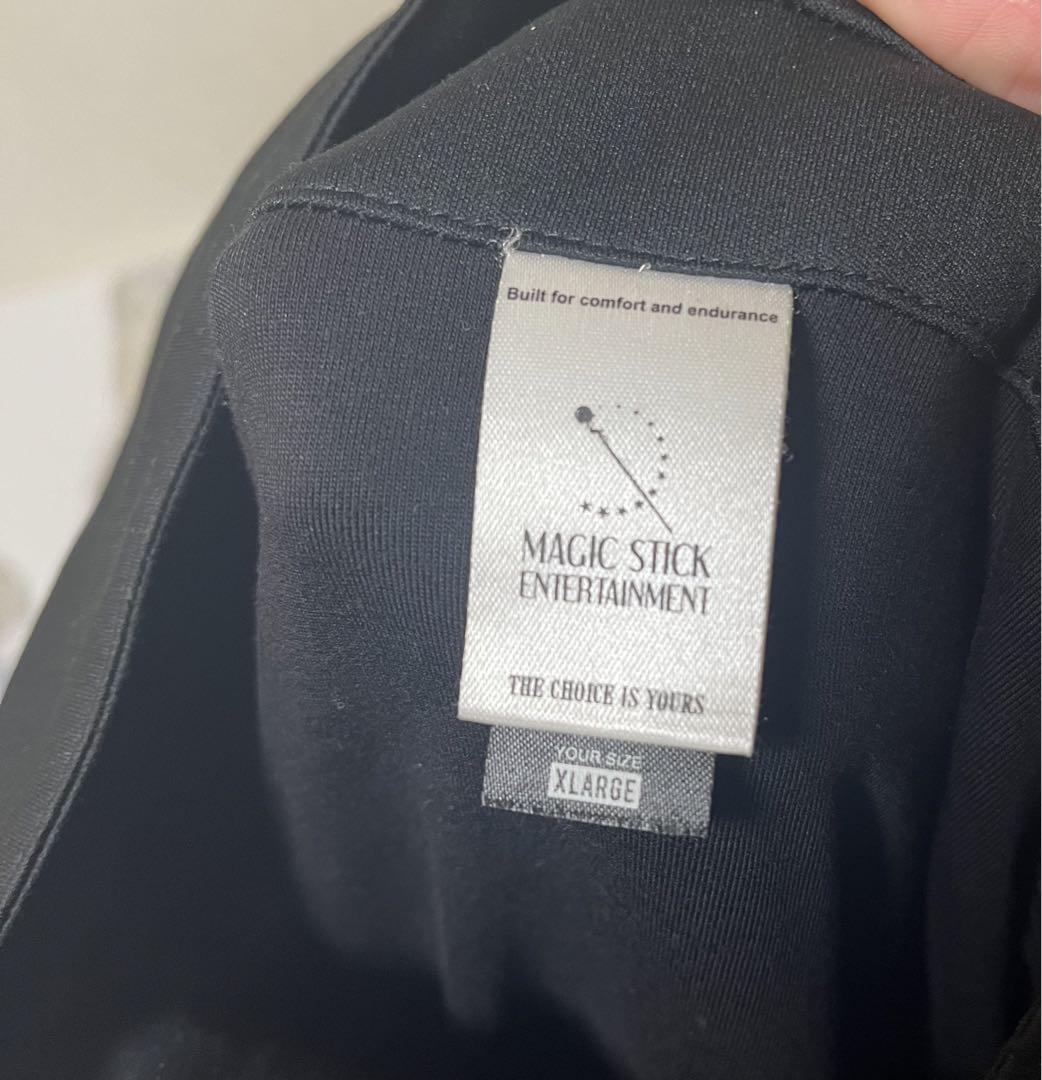 Built for comfort and endurance
MAGIC STICK
ENTERTAINMENT
THE CHOICE IS YOURS
YOUR SIZE
XLARGE